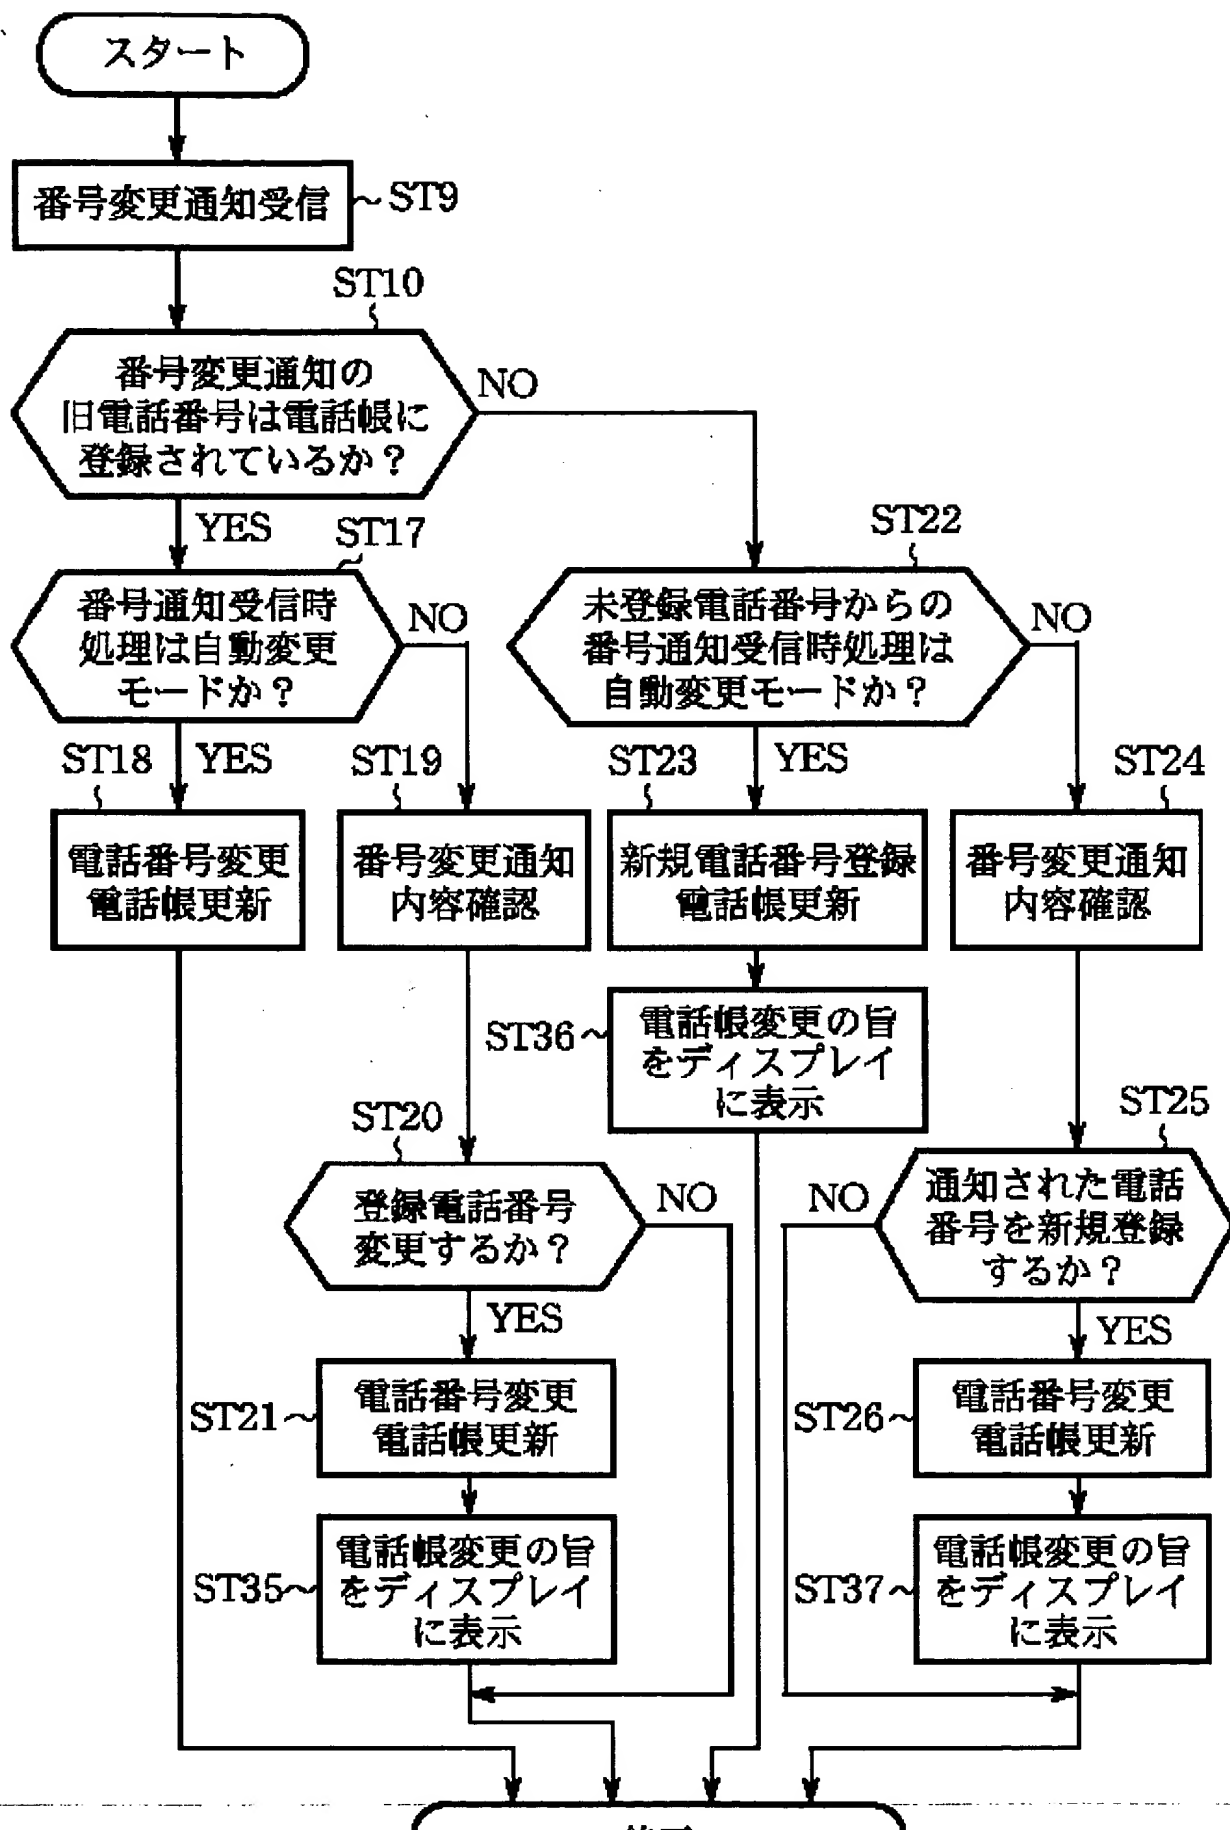 スタート
番号変更通知受信
ST9
ST10
番号変更通知の
旧電話番号は電話帳に
登録されているか？
NO
YES
ST17
番号通知受信時
処理は自動変更
モードか？
NO
ST22
未登録電話番号からの
番号通知受信時処理は
自動変更モードか？
NO
ST18
YES
ST19
ST23
YES
ST24
電話番号変更
電話帳更新
番号変更通知
内容確認
新規電話番号登録
電話帳更新
番号変更通知
内容確認
ST36
電話帳変更の旨
をディスプレイ
に表示
ST20
登録電話番号
変更するか？
NO
YES
ST25
通知された電話
番号を新規登録
するか？
NO
YES
ST21
電話番号変更
電話帳更新
ST26
電話番号変更
電話帳更新
ST35
電話帳変更の旨
をディスプレイ
に表示
ST37
電話帳変更の旨
をディスプレイ
に表示